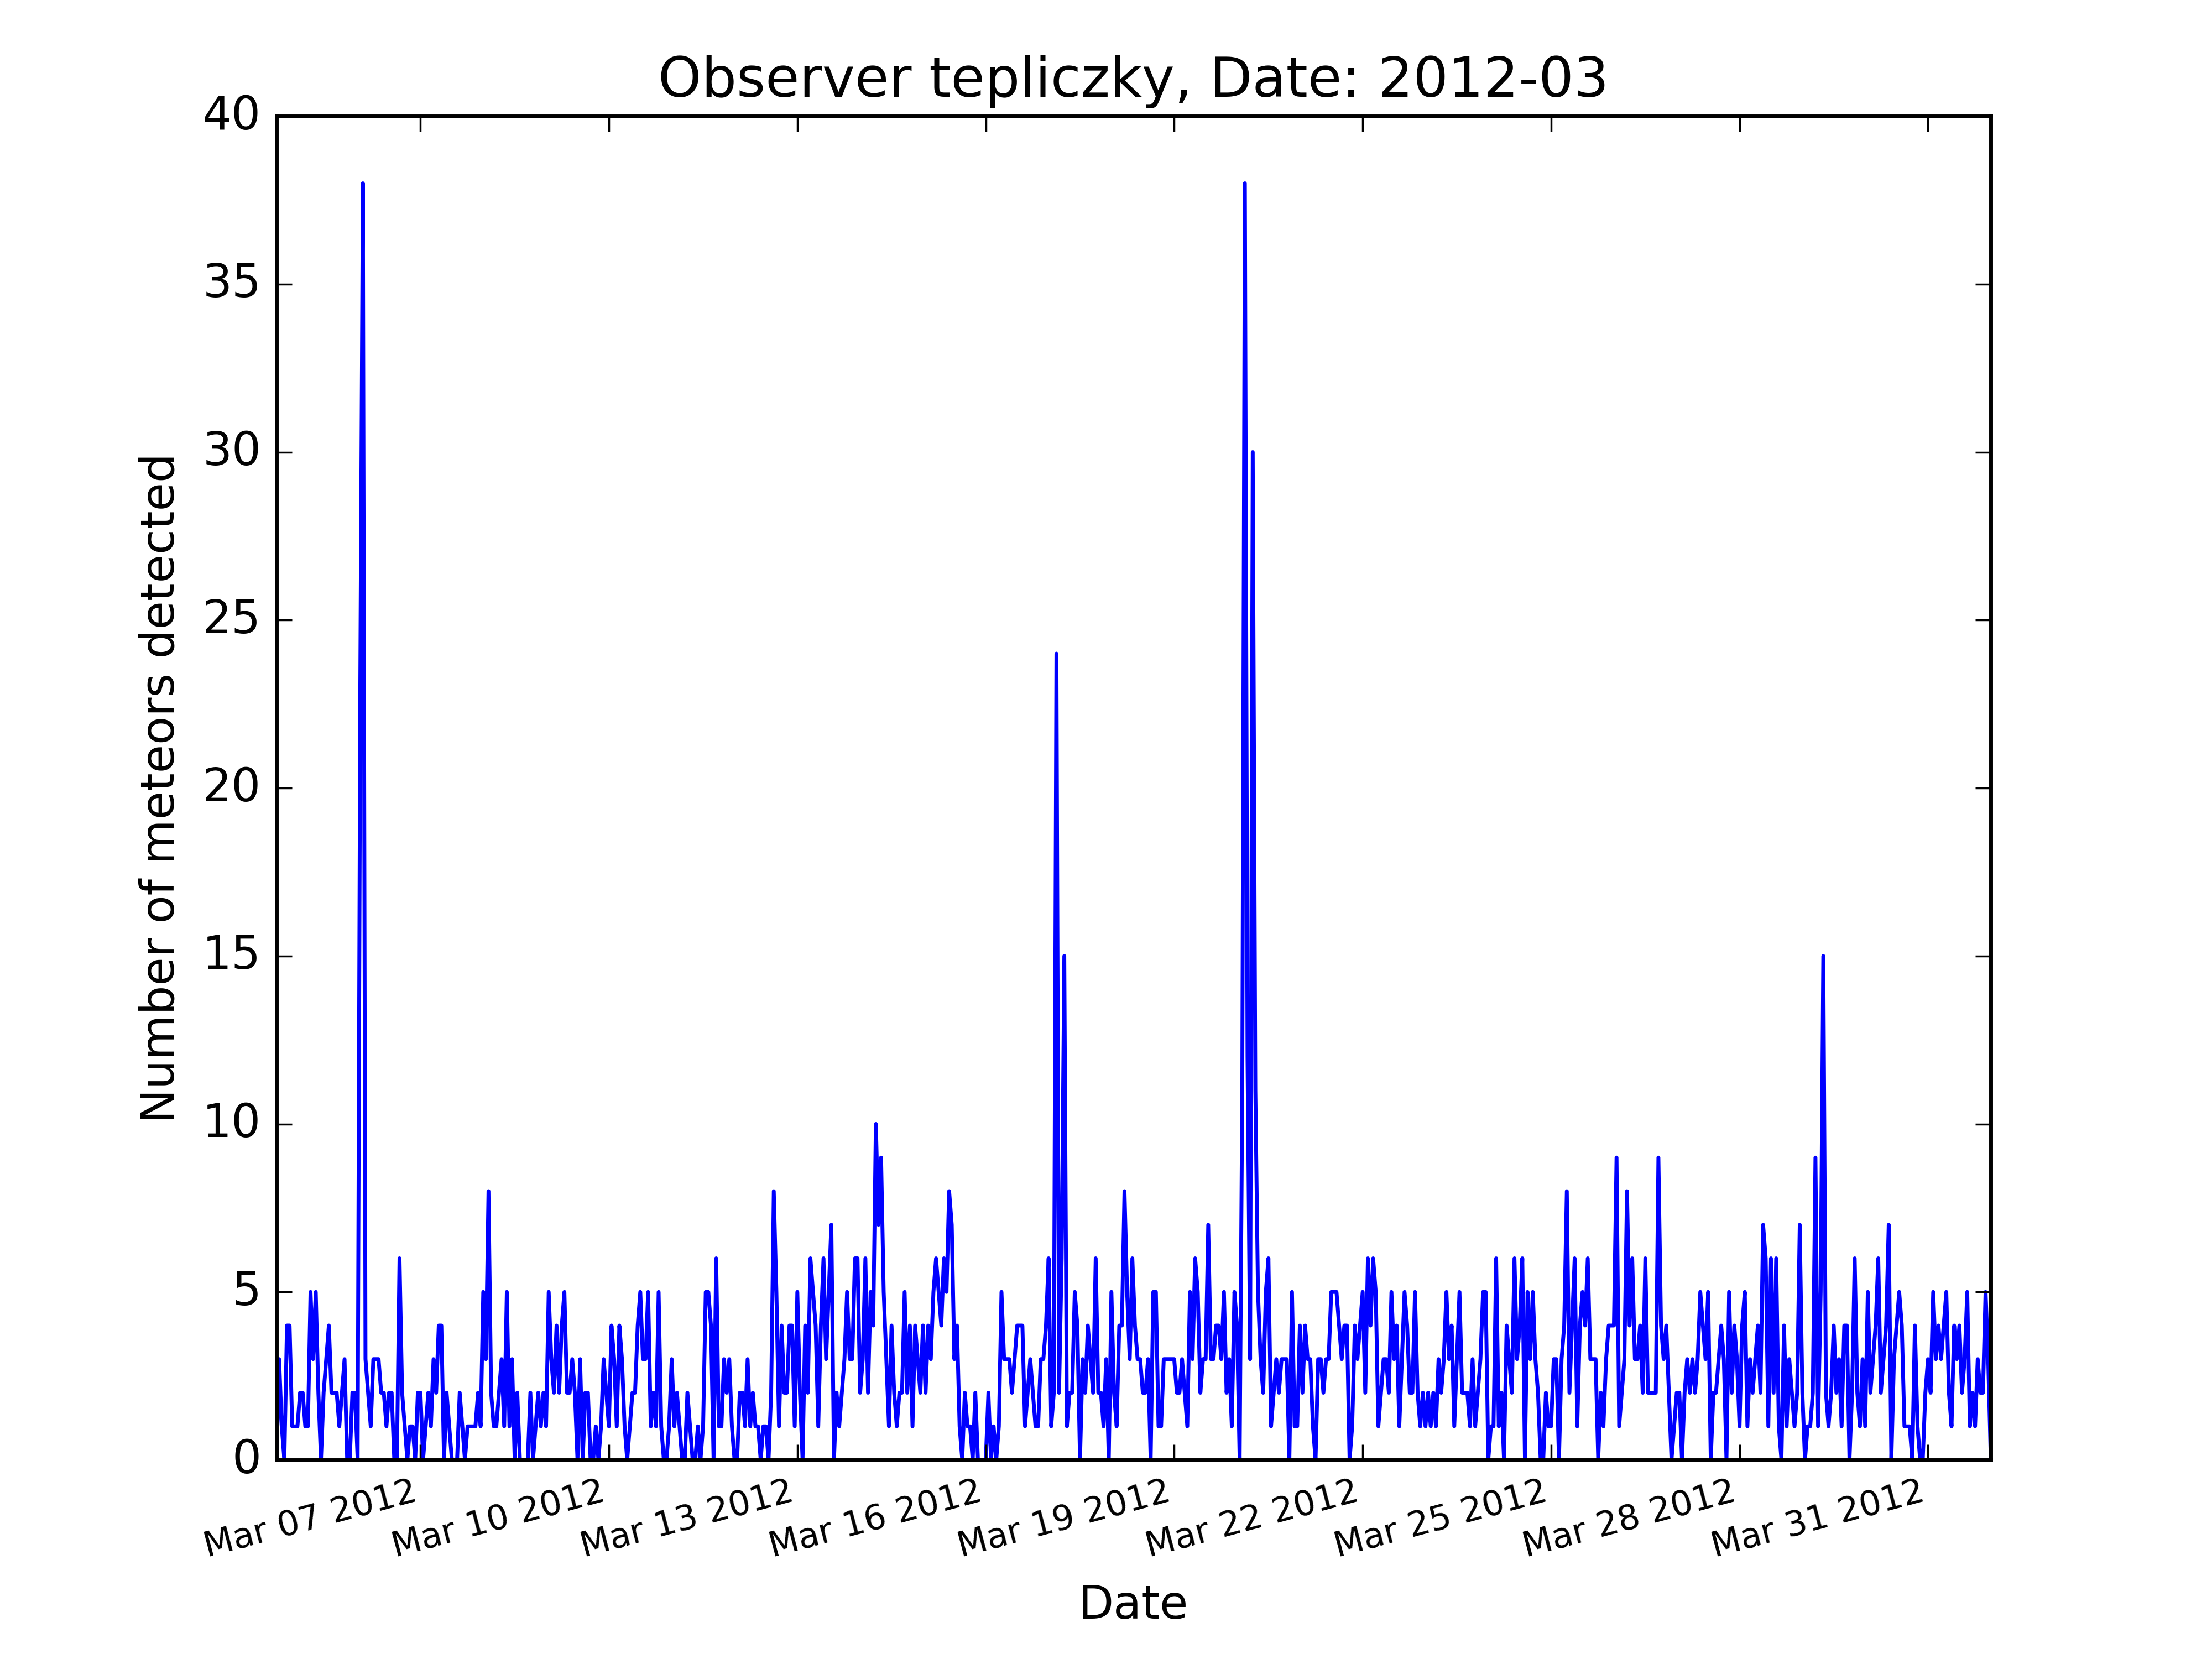 Observer tepliczky, Date: 2012-03
40
35
30
25
20
15
10
5
0
Number of meteors detected
Mar 07 2012
Mar 10 2012
Mar 13 2012
Mar 16 2012
Mar 19 2012
Mar 22 2012
Mar 25 2012
Mar 28 2012
Mar 31 2012
Date